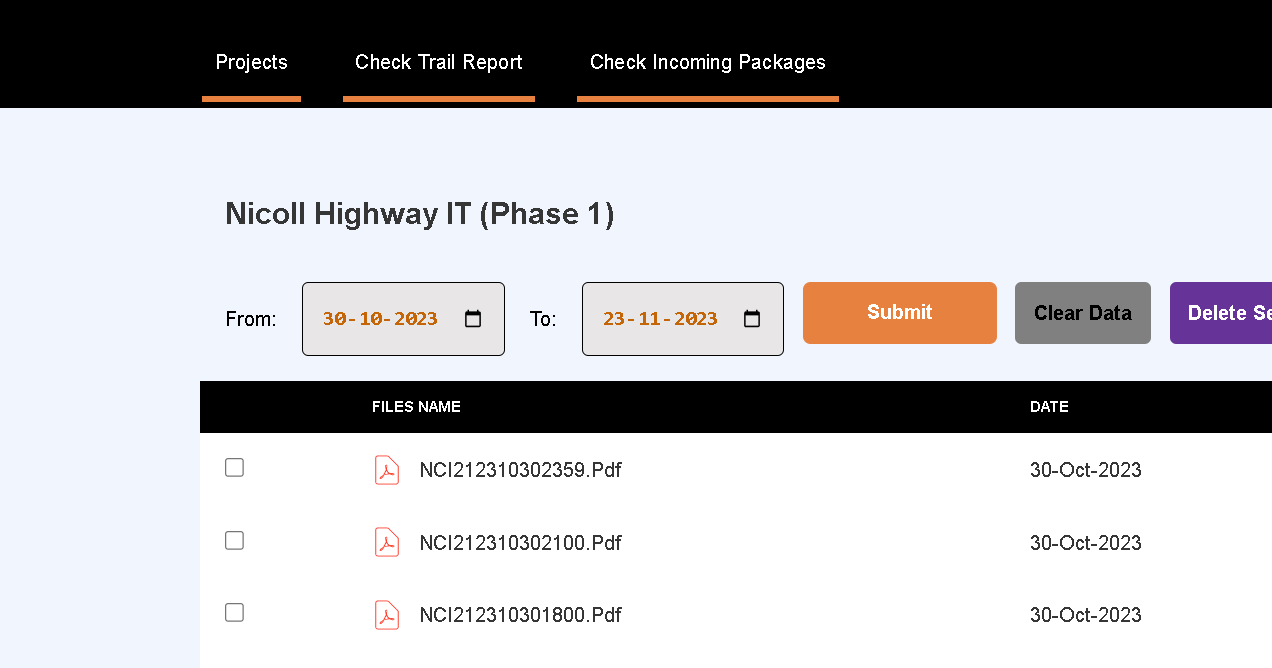 Projects Check Trail Report Check Incoming Packages
Nicoll Highway IT (Phase 1)
From: 30-10-2023 To: 23-11-2023 Submit Clear Data Delete Se
FILES NAME DATE
NCI212310302359.Pdf 30-Oct-2023
NCI212310302100.Pdf 30-Oct-2023
NCI212310301800.Pdf 30-Oct-2023